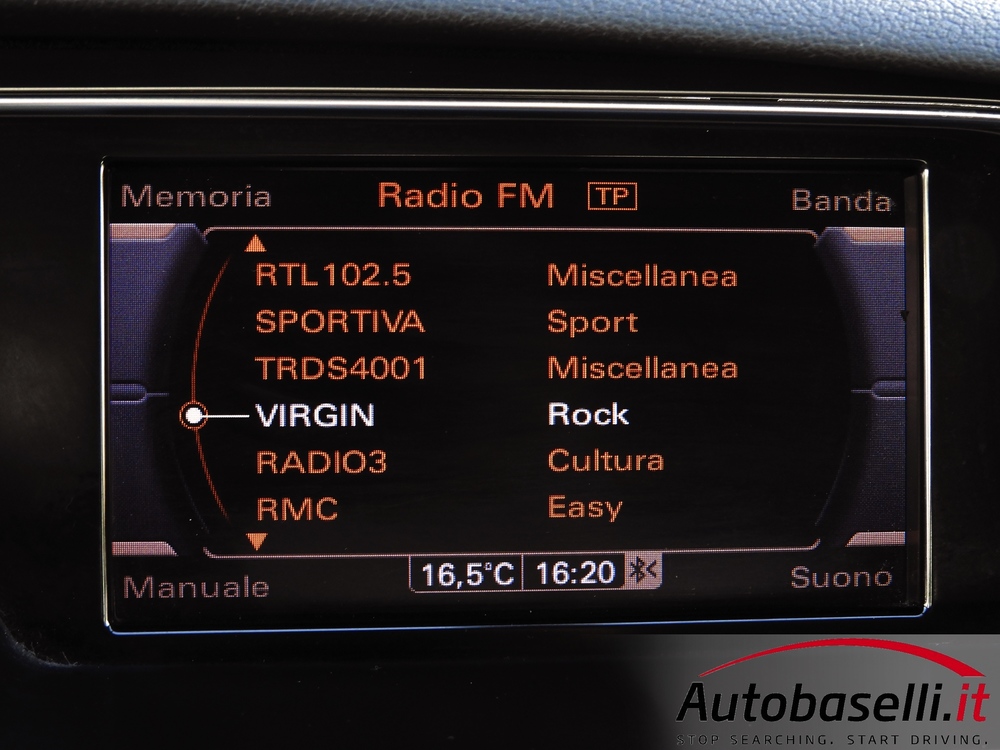 Memoria Radio FM TP Banda
RTL102.5 Miscellanea
SPORTIVA Sport
TRDS4001 Miscellanea
VIRGIN Rock
RADIO3 Cultura
RMC Easy
16,5°C 16:20
Manuale Suono
Autobaselli.it
STOP SEARCHING. START DRIVING.